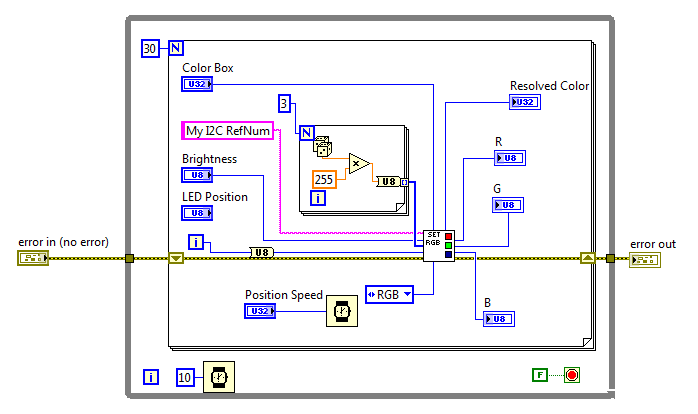 30 N
Color Box
U32
Resolved Color
U32
3
N
My I2C RefNum
R
U8
Brightness
U8
255
×
U8
i
G
U8
LED Position
U8
SET
RGB
error in (no error)
i
U8
error out
Position Speed
U32
RGB
B
U8
i
10
F